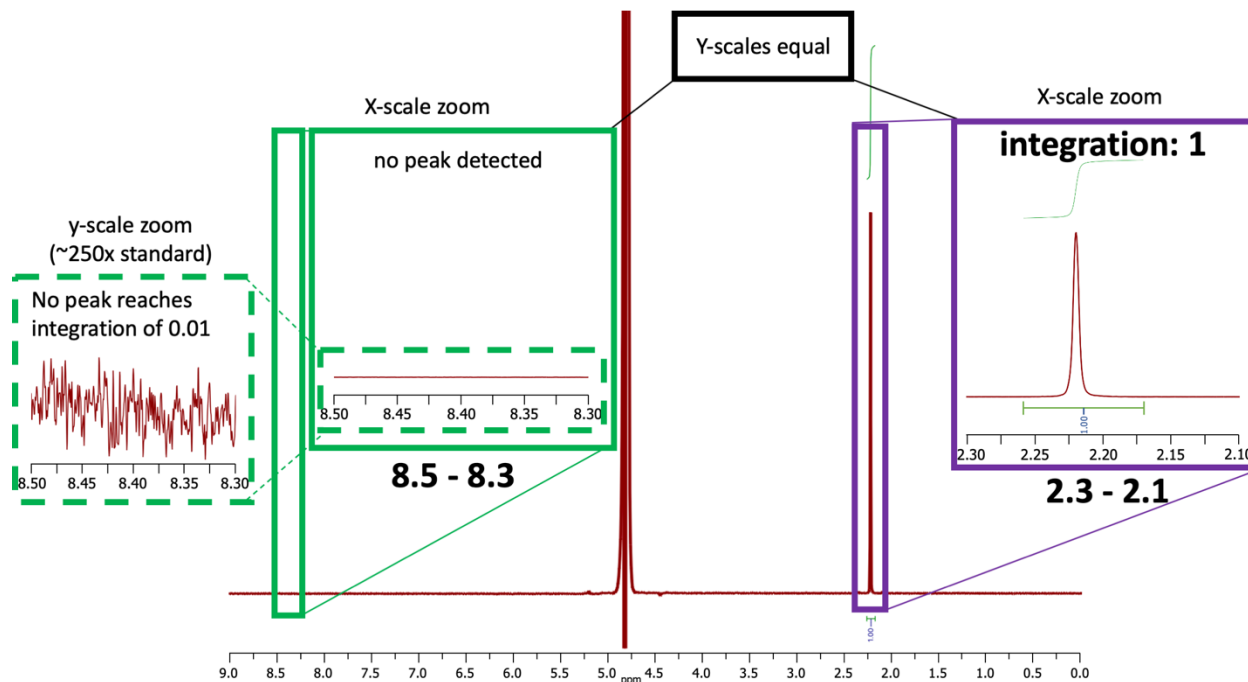 Y-scales equal
X-scale zoom
X-scale zoom
no peak detected
integration: 1
y-scale zoom
(~250x standard)
No peak reaches
integration of 0.01
8.50 8.45 8.40 8.35 8.30
8.50 8.45 8.40 8.35 8.30
1.00
2.30 2.25 2.20 2.15 2.10
8.5 - 8.3
2.3 - 2.1
1.00
9.0 8.5 8.0 7.5 7.0 6.5 6.0 5.5 5.0 4.5 4.0 3.5 3.0 2.5 2.0 1.5 1.0 0.5 0.0
ppm